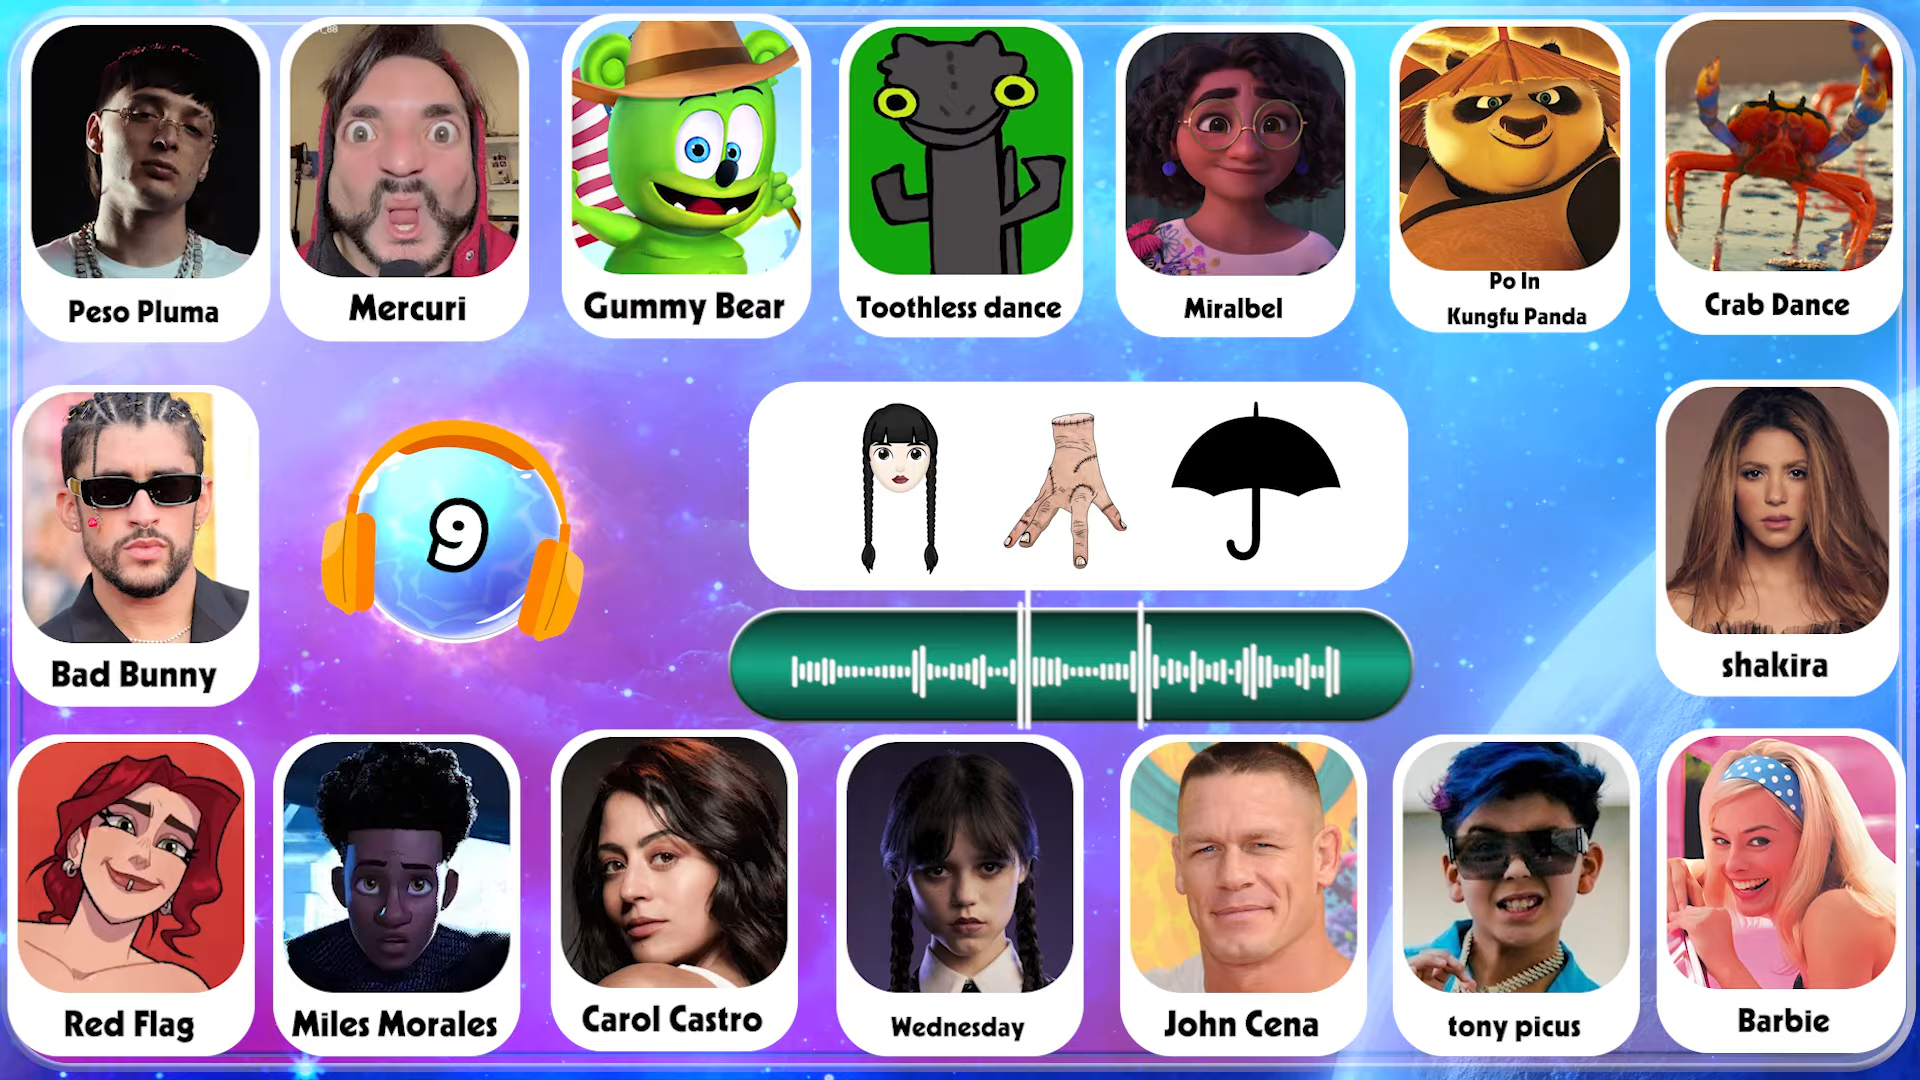 Peso Pluma
Mercuri
Gummy Bear
Toothless dance
Miralbel
Po In
Kungfu Panda
Crab Dance
Bad Bunny
9
shakira
Red Flag
Miles Morales
Carol Castro
Wednesday
John Cena
tony picus
Barbie